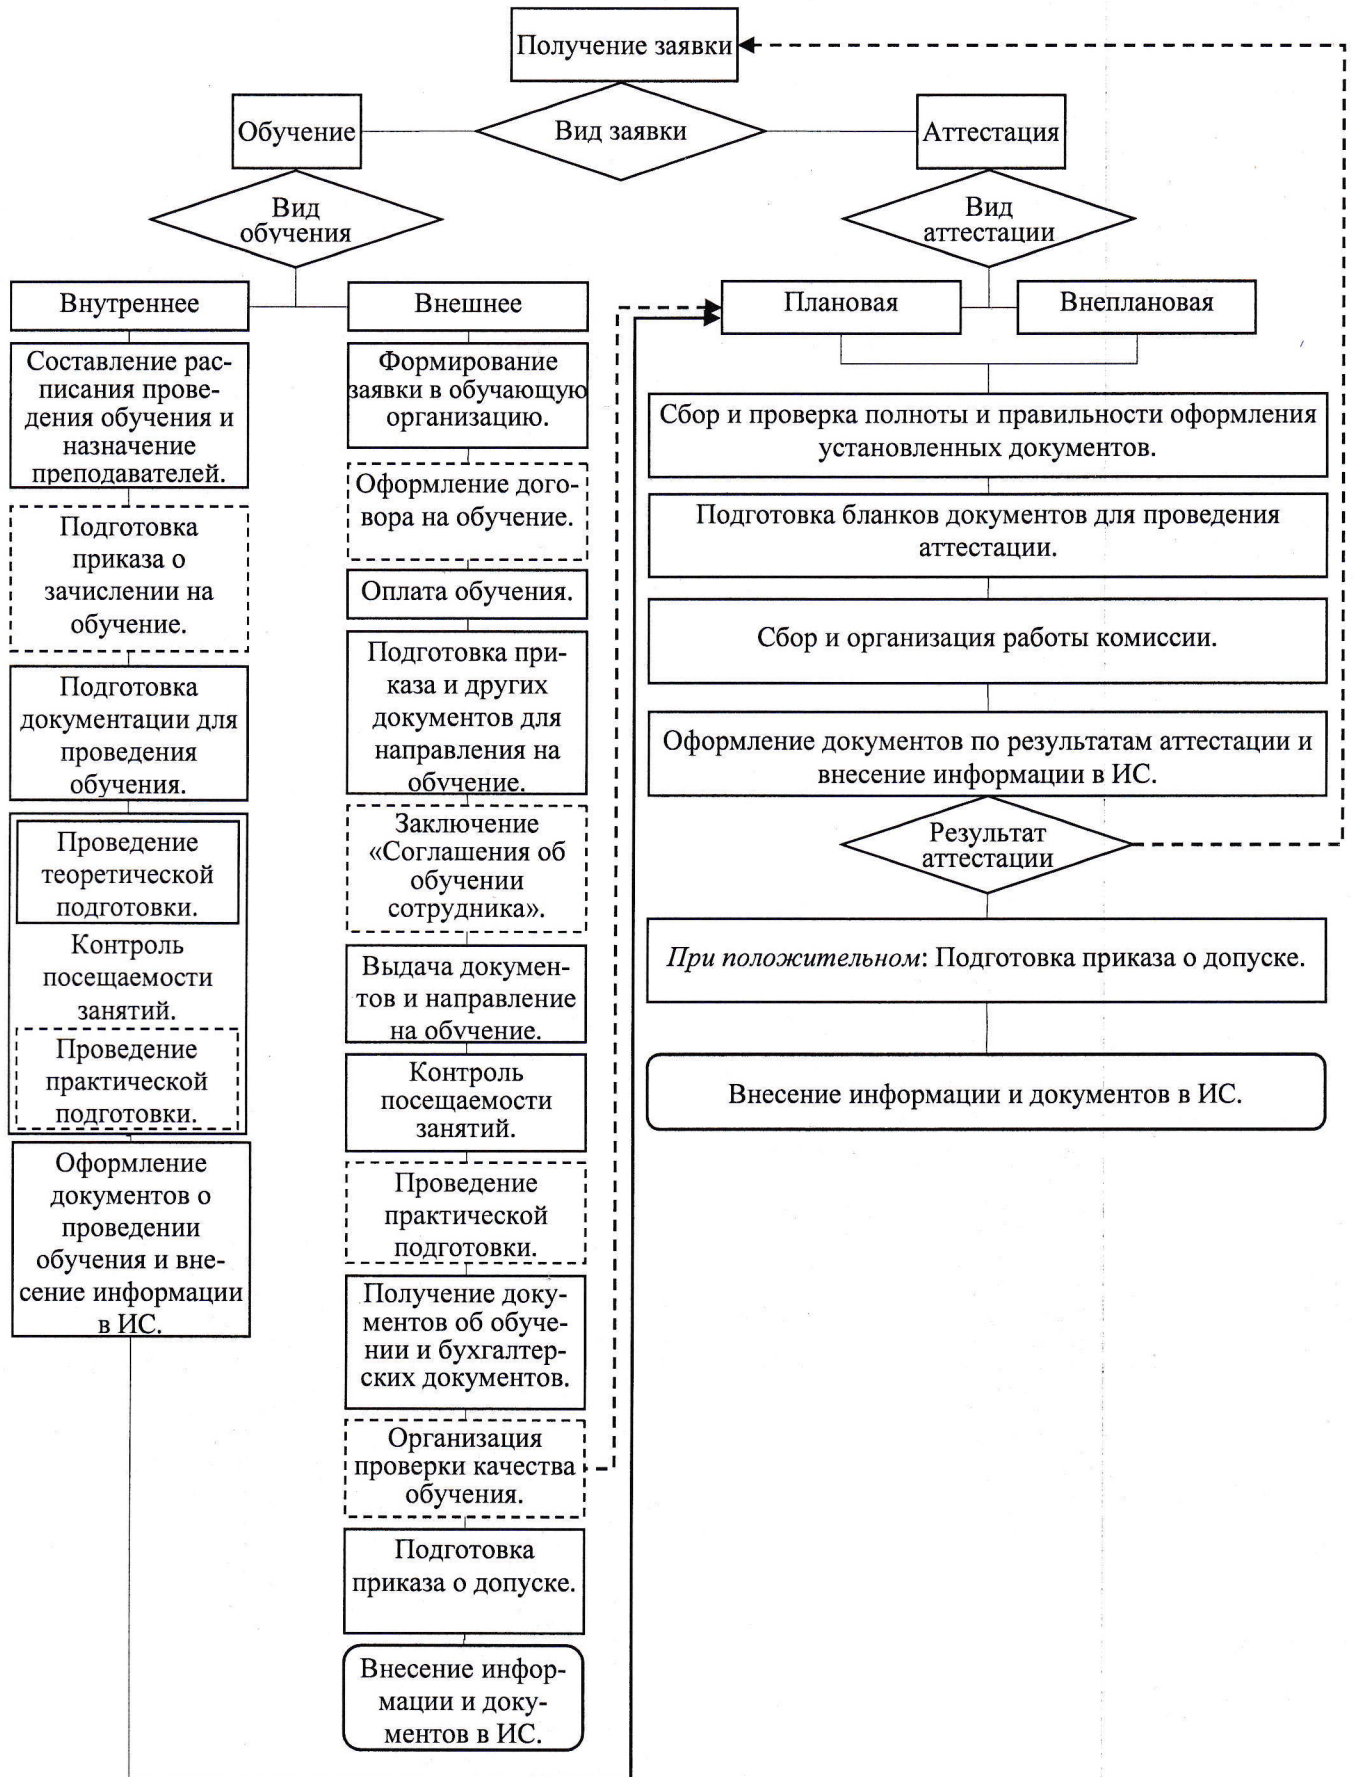 Получение заявки
Вид заявки
Обучение
Аттестация
Вид
обучения
Вид
аттестации
Внутреннее
Составление рас-
писания прове-
дения обучения и
назначение
преподавателей.
Подготовка
приказа о
зачислении на
обучение.
Подготовка
документации для
проведения
обучения.
Проведение
теоретической
подготовки.
Контроль
посещаемости
занятий.
Проведение
практической
подготовки.
Оформление
документов о
проведении
обучения и вне-
сение информации
в ИС.
Внешнее
Формирование
заявки в обучающую
организацию.
Оформление дого-
вора на обучение.
Оплата обучения.
Подготовка при-
каза и других
документов для
направления на
обучение.
Заключение
«Соглашения об
обучении
сотрудника».
Выдача докумен-
тов и направление
на обучение.
Контроль
посещаемости
занятий.
Проведение
практической
подготовки.
Получение доку-
ментов об обуче-
нии и бухгалтер-
ских документов.
Организация
проверки качества
обучения.
Подготовка
приказа о допуске.
Внесение инфор-
мации и доку-
ментов в ИС.
Плановая
Внеплановая
Сбор и проверка полноты и правильности оформления
установленных документов.
Подготовка бланков документов для проведения
аттестации.
Сбор и организация работы комиссии.
Оформление документов по результатам аттестации и
внесение информации в ИС.
Результат
аттестации
При положительном: Подготовка приказа о допуске.
Внесение информации и документов в ИС.